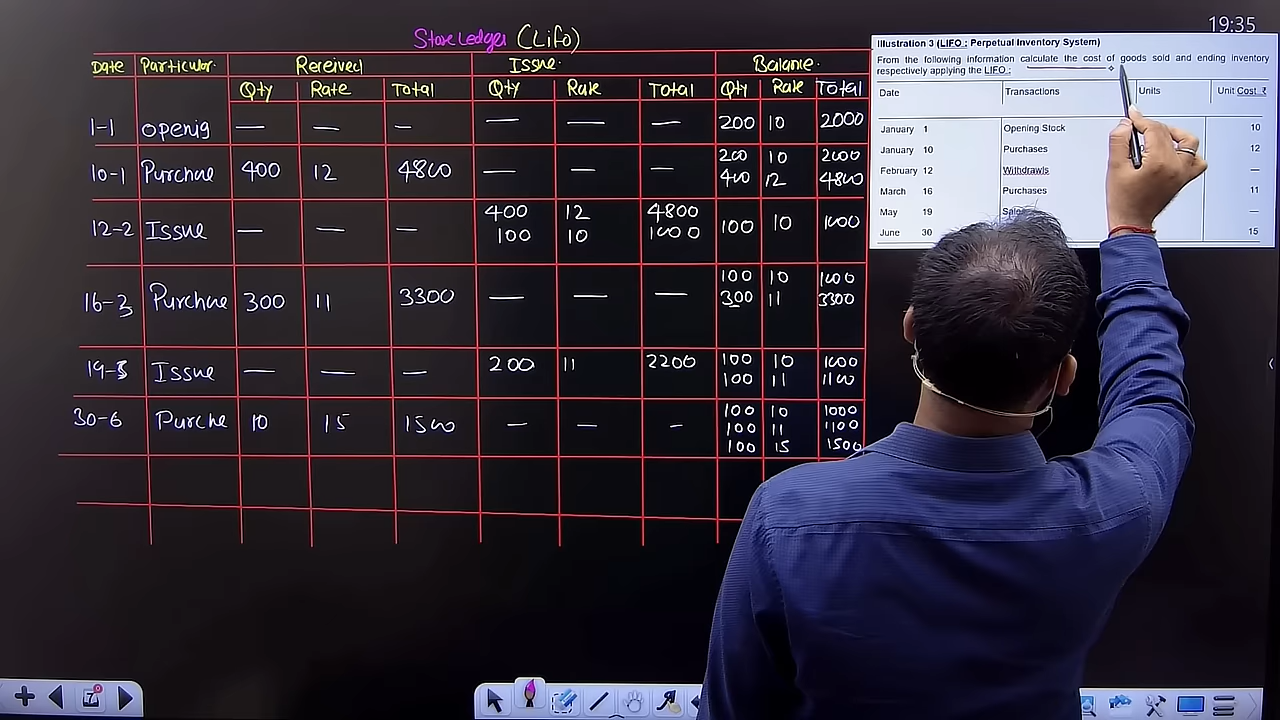 19:35
Store Ledger (Lifo)
Date Particular Received Issue Balance
Qty Rate Total Qty Rate Total Qty Rate Total
1-1 openig — — — — — — 200 10 2000
10-1 Purchae 400 12 4800 — — — 200 10 2000
400 12 4800
12-2 Issue — — — 400 12 4800 100 10 1000
100 10 1000
16-3 Purchae 300 11 3300 — — — 100 10 1000
300 11 3300
19-5 Issue — — — 200 11 2200 100 10 1000
100 11 1100
30-6 Purche 10 15 1500 - - - 100 10 1000
100 11 1100
100 15 1500
Illustration 3 (LIFO : Perpetual Inventory System)
From the following information calculate the cost of goods sold and ending inventory
respectively applying the LIFO :
Date Transactions Units Unit Cost ₹
January 1 Opening Stock 10
January 10 Purchases 12
February 12 Withdrawls —
March 16 Purchases 11
May 19 —
June 30 15
7